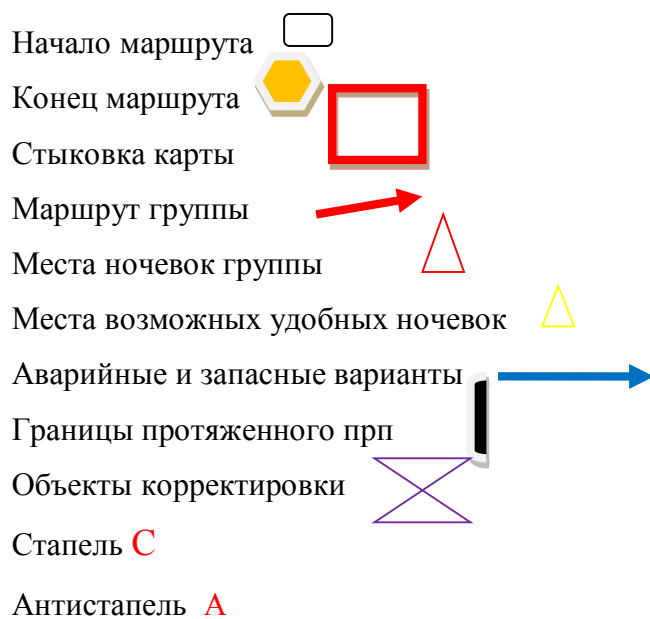 Начало маршрута
Конец маршрута
Стыковка карты
Маршрут группы
Места ночевок группы
Места возможных удобных ночевок
Аварийные и запасные варианты
Границы протяженного прп
Объекты корректировки
Стапель С
Антистапель А